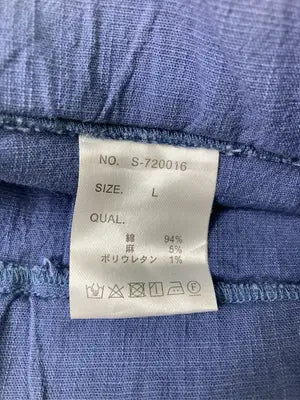 NO. S-720016
SIZE. L
QUAL.
綿 94%
麻 5%
ポリウレタン 1%